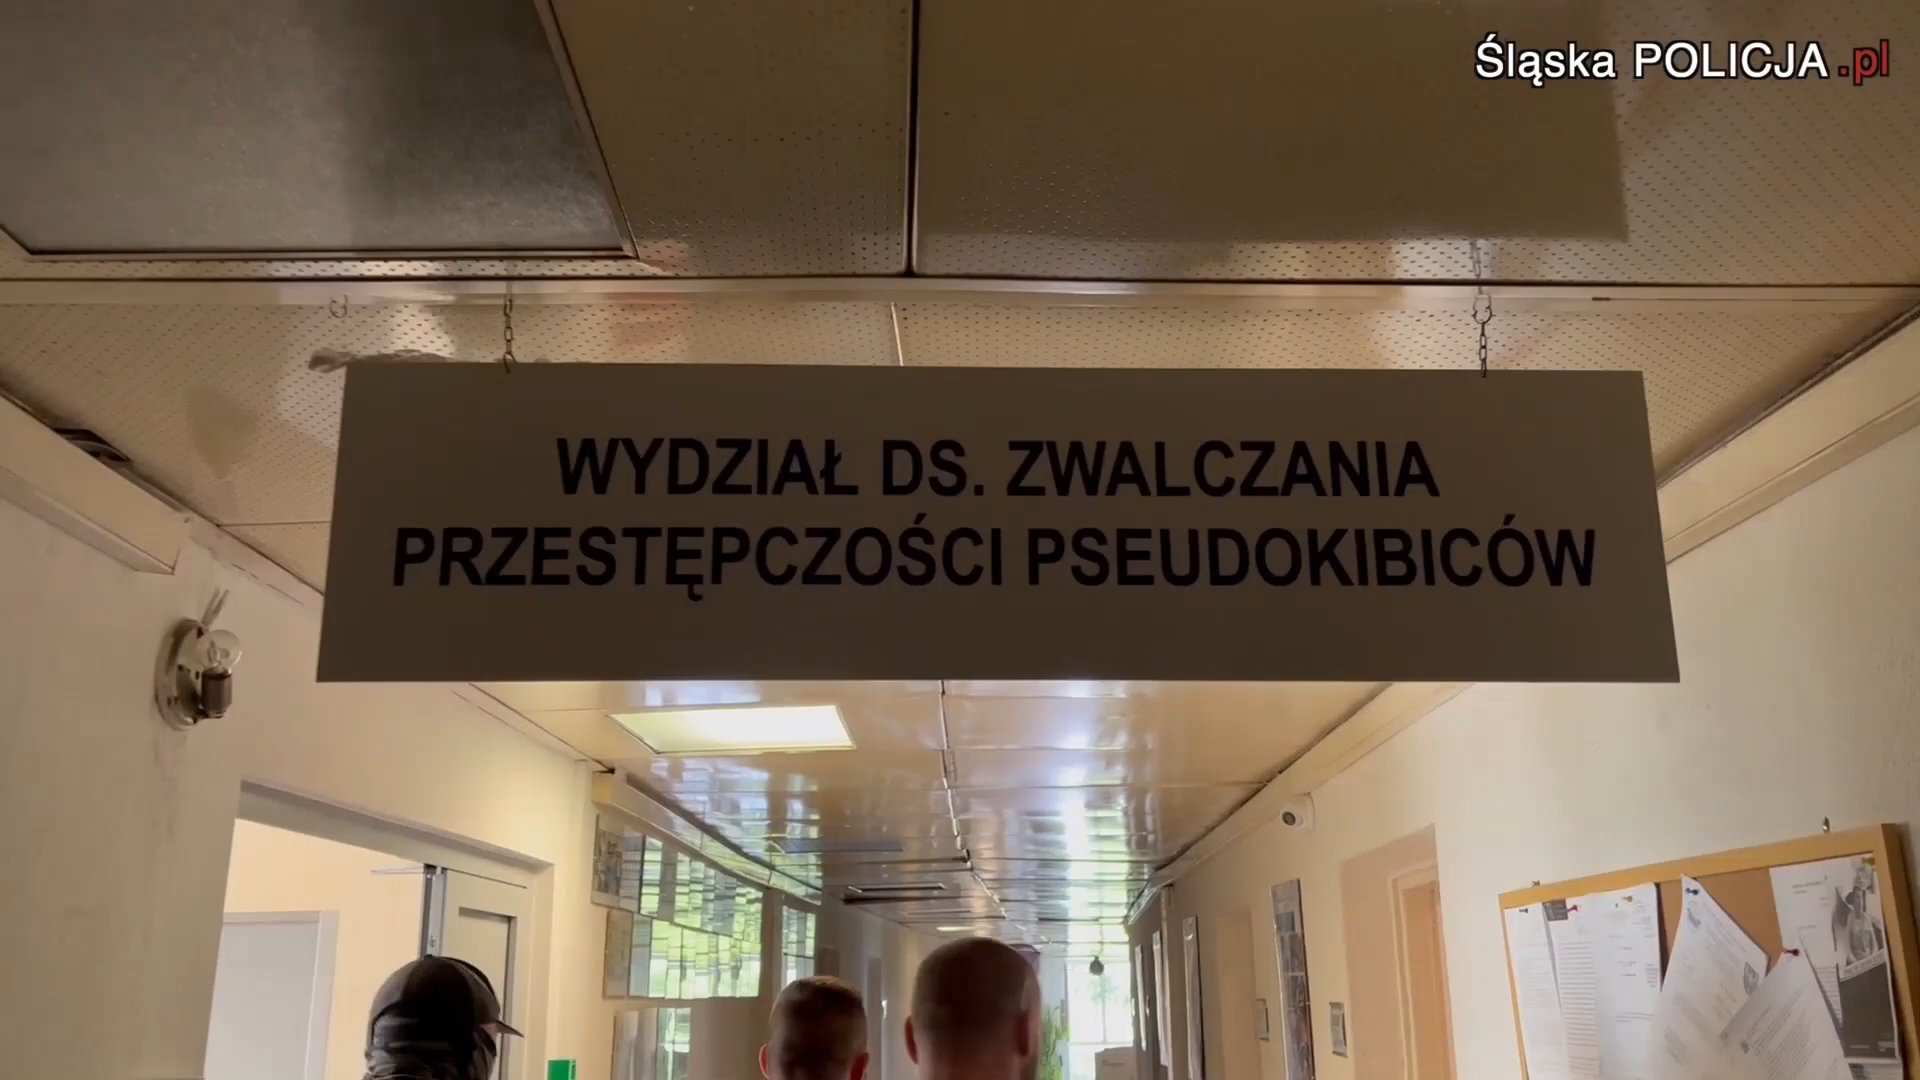 Śląska POLICJA.pl
WYDZIAŁ DS. ZWALCZANIA
PRZESTĘPCZOŚCI PSEUDOKIBICÓW